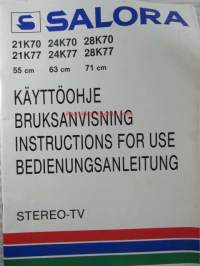 SALORA
21K70 24K70 28K70
21K77 24K77 28K77
55 cm 63 cm 71 cm
KÄYTTÖOHJE
BRUKSANVISNING
INSTRUCTIONS FOR USE
BEDIENUNGSANLEITUNG
STEREO-TV